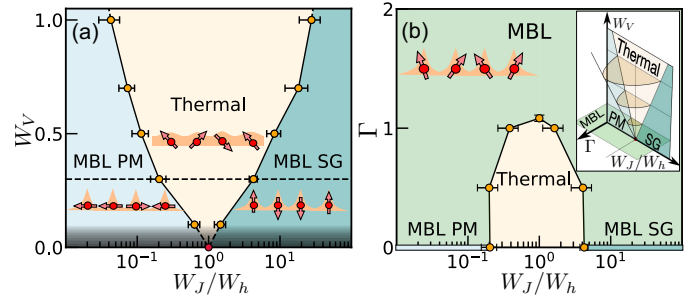 1.0
(a)
Thermal
W_V
0.5
MBL PM
MBL SG
0.0
10^{-1}
10^{0}
10^{1}
W_J/W_h
(b)
MBL
2
Γ
1
Thermal
MBL PM
MBL SG
0
10^{-1}
10^{0}
10^{1}
W_J/W_h
W_V
Thermal
MBL
PM
SG
Γ
W_J/W_h